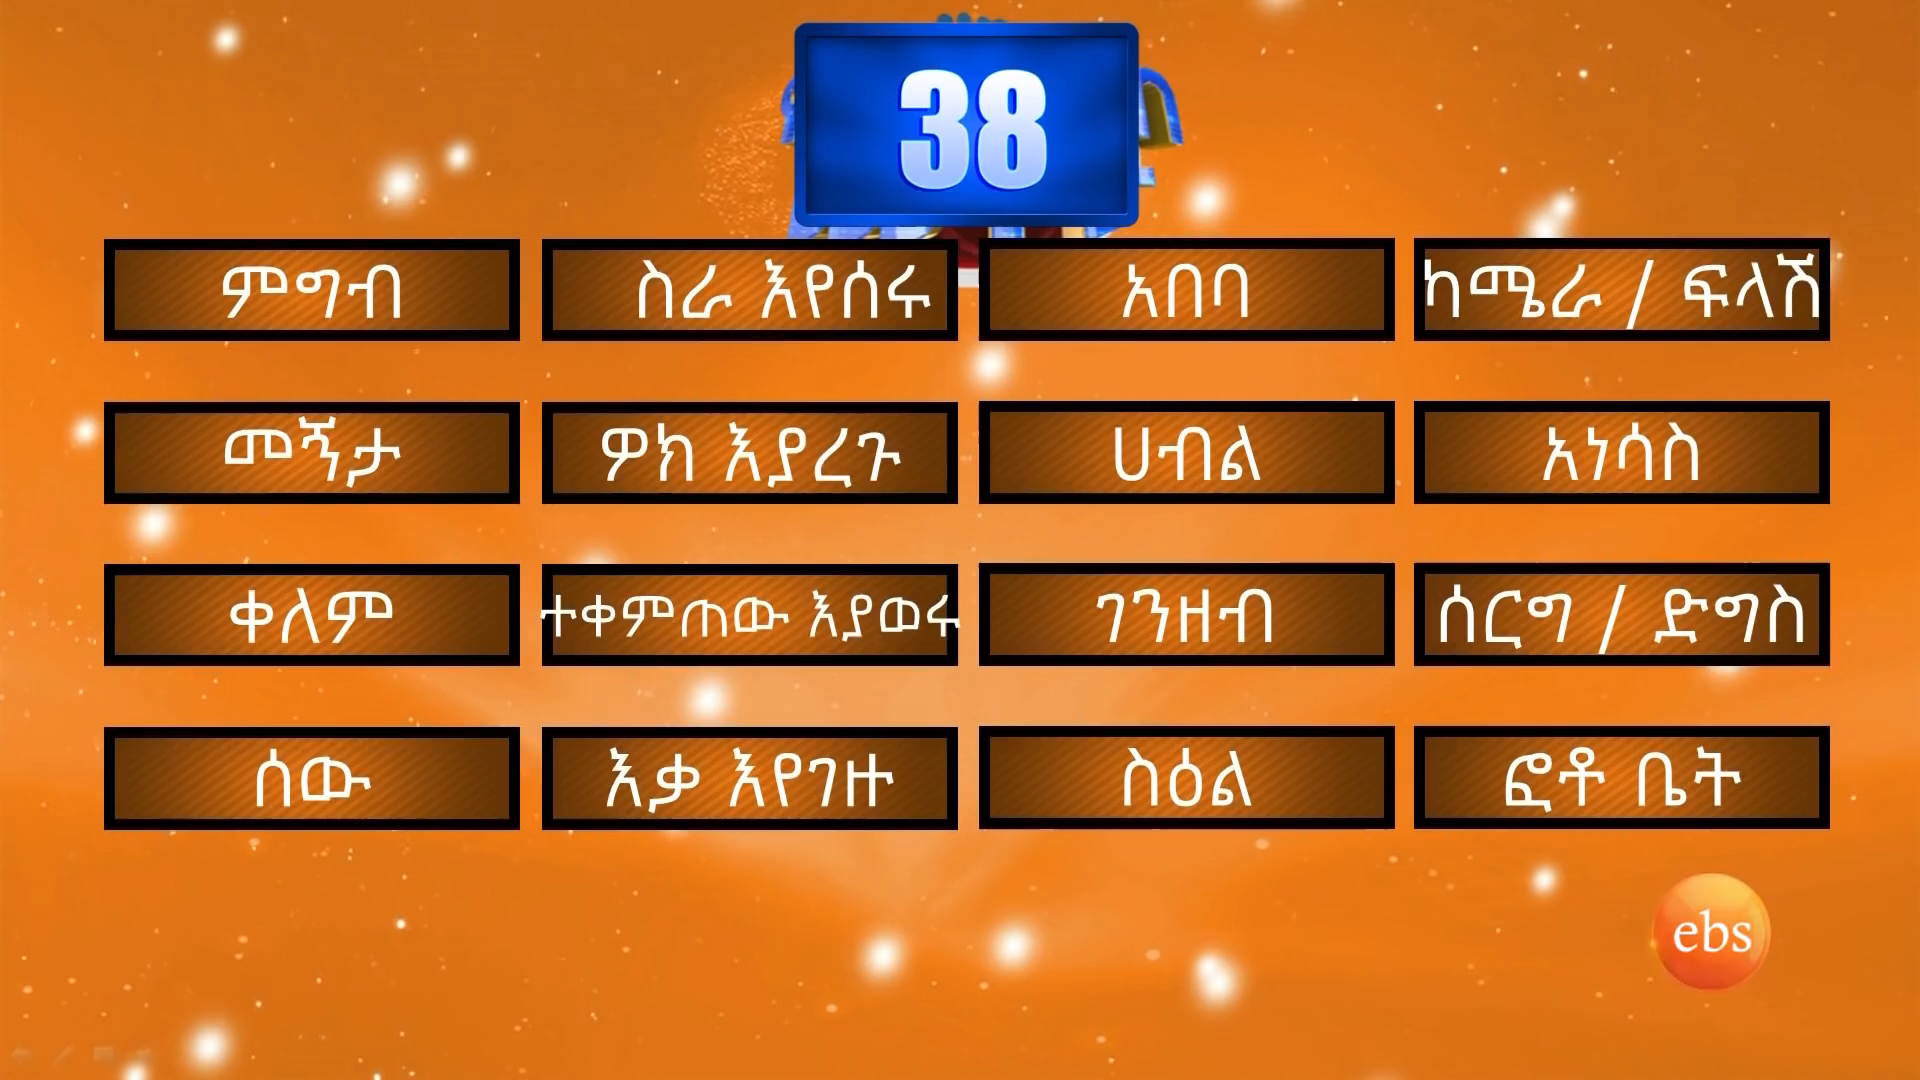 38
ምግብ
ስራ እየሰሩ
አበባ
ካሜራ / ፍላሽ
መኝታ
ዎክ እያረጉ
ሀብል
አነሳስ
ቀለም
ተቀምጠው እያወሩ
ገንዘብ
ሰርግ / ድግስ
ሰው
እቃ እየገዙ
ስዕል
ፎቶ ቤት
ebs